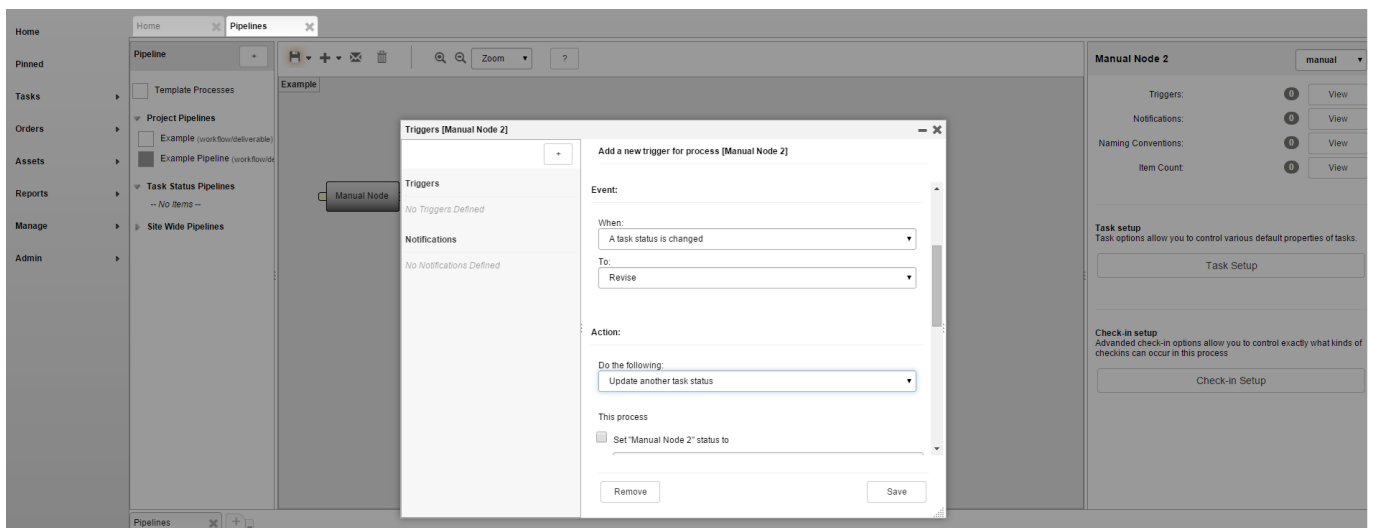 Home
Pinned
Tasks
Orders
Assets
Reports
Manage
Admin
Home
Pipelines
Pipeline
+
Template Processes
Project Pipelines
Example (workflow/deliverable)
Example Pipeline (workflow/de
Task Status Pipelines
-- No Items --
Site Wide Pipelines
Zoom
?
Example
Manual Node
Triggers [Manual Node 2]
+
Triggers
No Triggers Defined
Notifications
No Notifications Defined
Add a new trigger for process [Manual Node 2]
Event:
When:
A task status is changed
To:
Revise
Action:
Do the following:
Update another task status
This process
Set "Manual Node 2" status to
Remove
Save
Manual Node 2
manual
Triggers:
0
View
Notifications:
0
View
Naming Conventions:
0
View
Item Count:
0
View
Task setup
Task options allow you to control various default properties of tasks.
Task Setup
Check-in setup
Advanded check-in options allow you to control exactly what kinds of
checkins can occur in this process
Check-in Setup
Pipelines